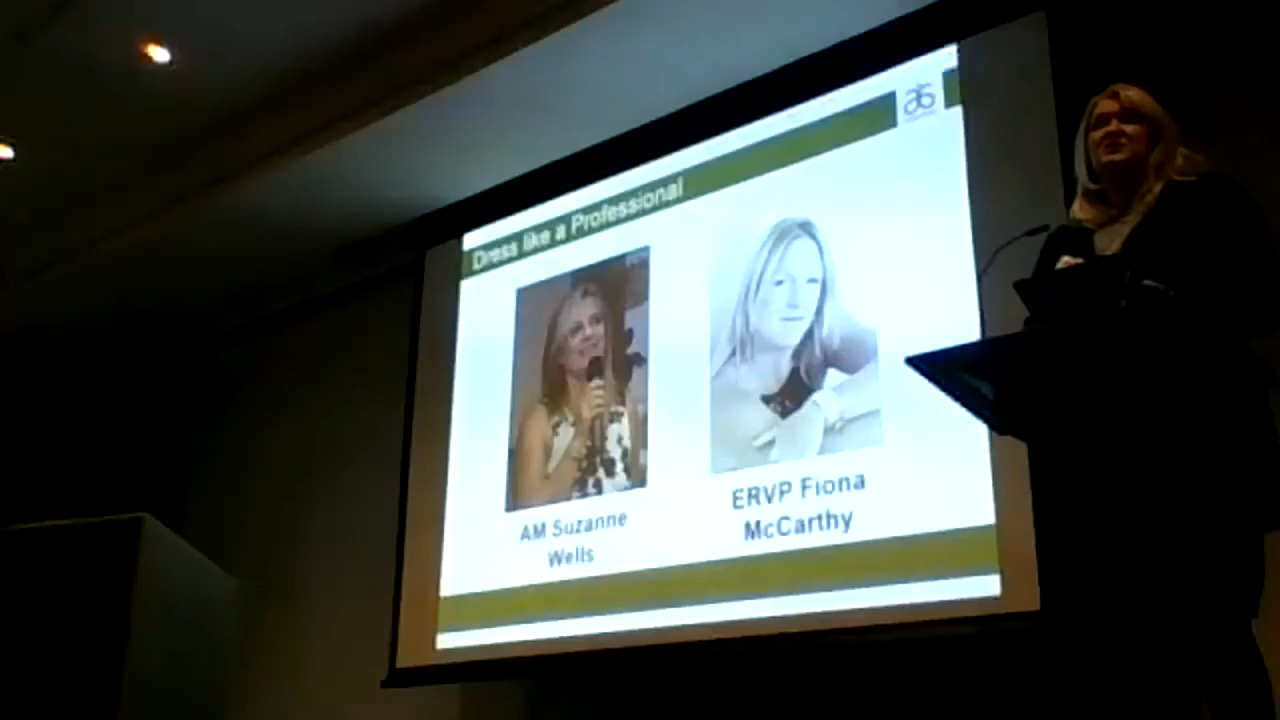 Dress like a Professional
AM Suzanne
Wells
ERVP Fiona
McCarthy